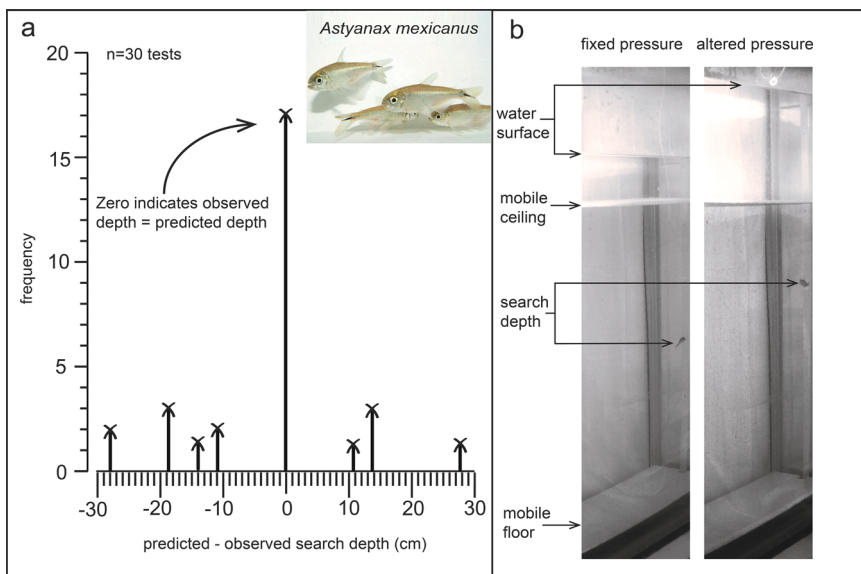 a
n=30 tests
Astyanax mexicanus
20
15
10
5
0
frequency
Zero indicates observed
depth = predicted depth
-30
-20
-10
0
10
20
30
predicted - observed search depth (cm)
b
fixed pressure
altered pressure
water
surface
mobile
ceiling
search
depth
mobile
floor